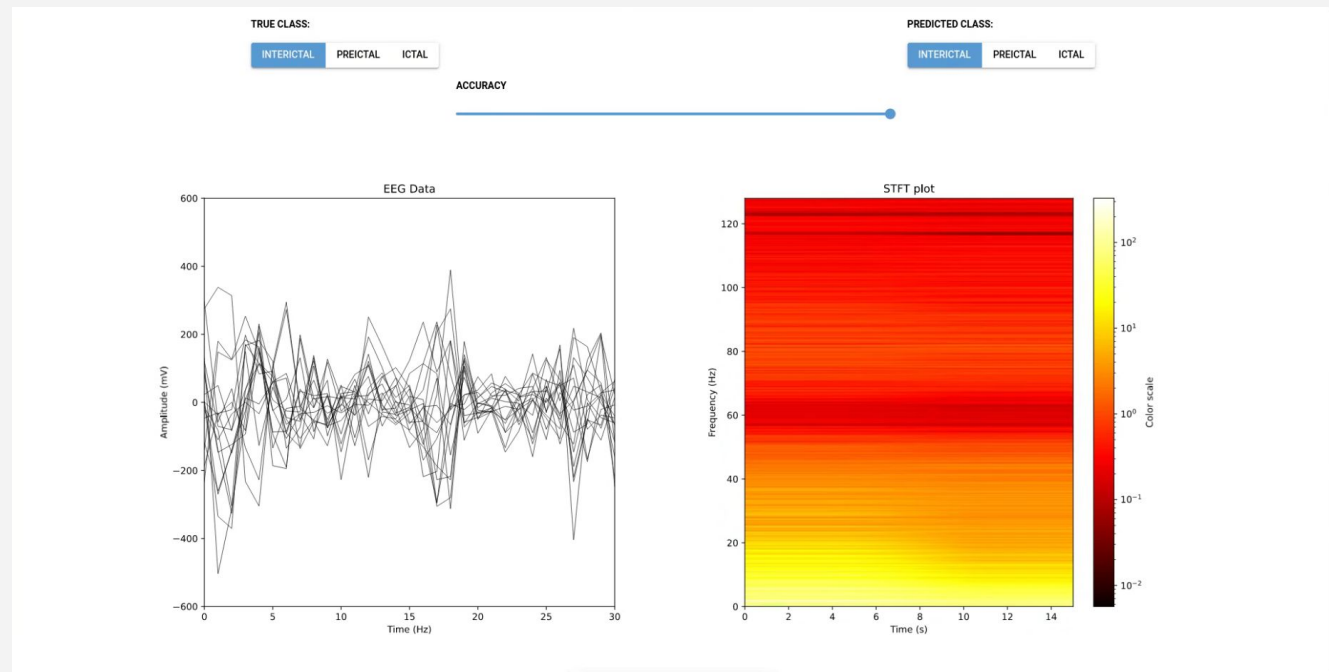 TRUE CLASS:
INTERICTAL PREICTAL ICTAL
PREDICTED CLASS:
INTERICTAL PREICTAL ICTAL
ACCURACY
EEG Data
600
400
200
0
−200
−400
−600
Amplitude (mV)
0 5 10 15 20 25 30
Time (Hz)
STFT plot
120
100
80
60
40
20
0
Frequency (Hz)
0 2 4 6 8 10 12 14
Time (s)
10²
10¹
10⁰
10⁻¹
10⁻²
Color scale